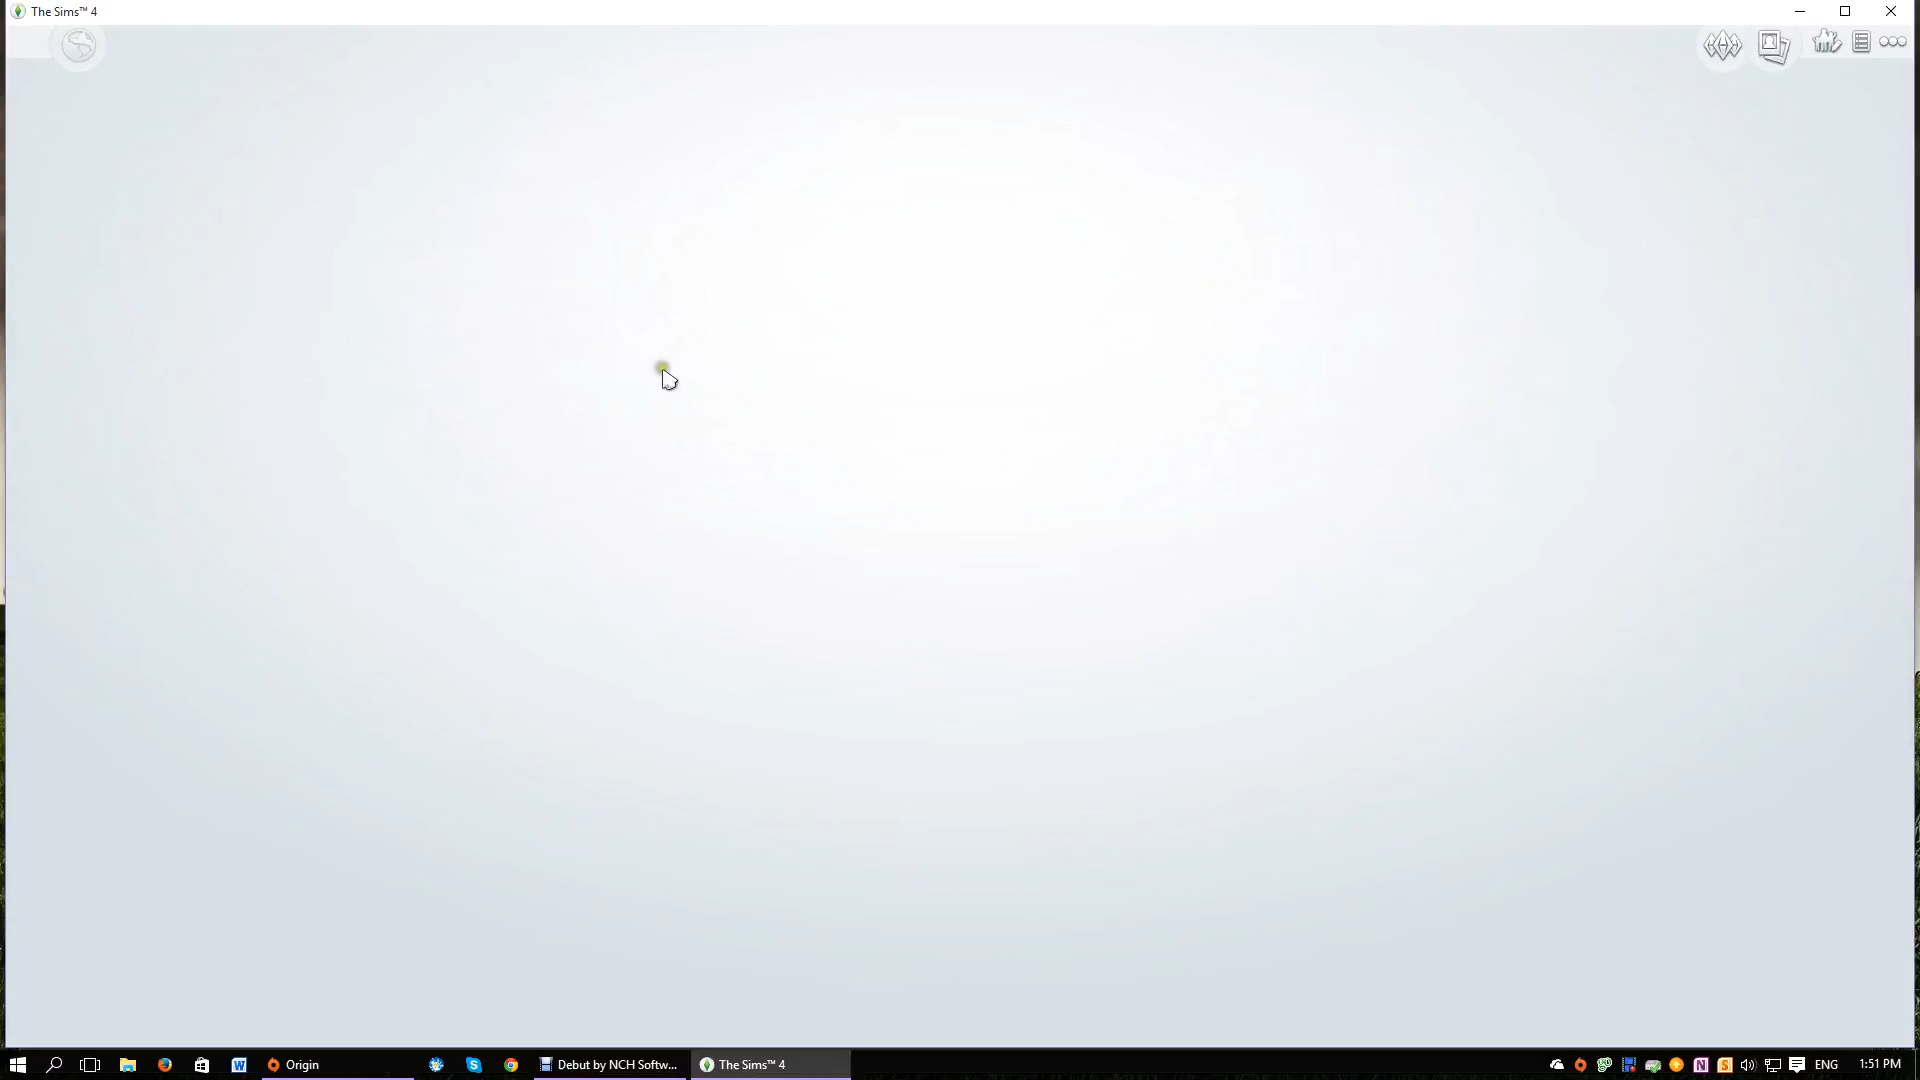 The Sims™ 4
Origin
Debut by NCH Softw...
The Sims™ 4
ENG
1:51 PM